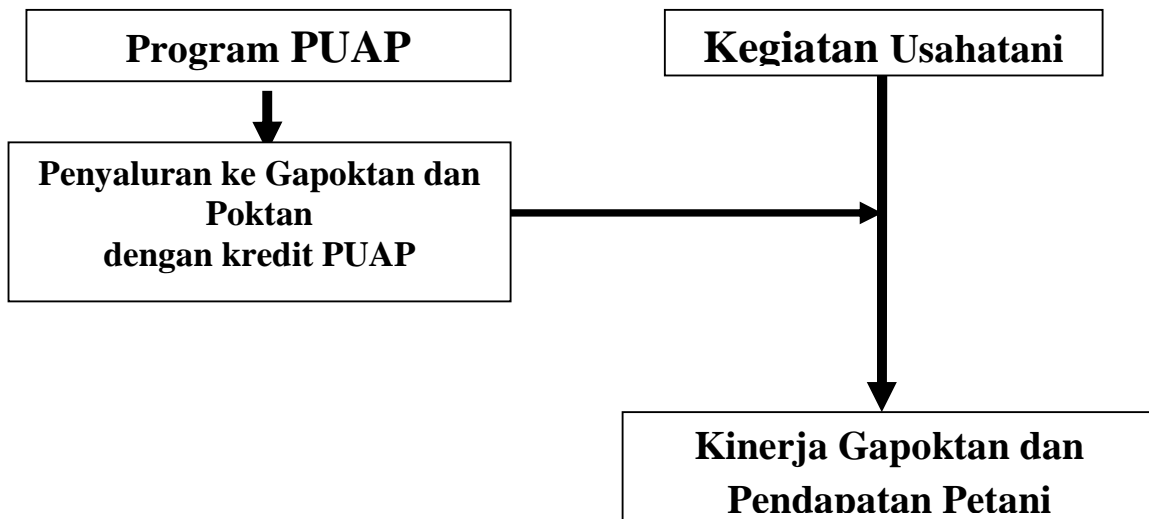 Program PUAP
Kegiatan Usahatani
Penyaluran ke Gapoktan dan
Poktan
dengan kredit PUAP
Kinerja Gapoktan dan
Pendapatan Petani